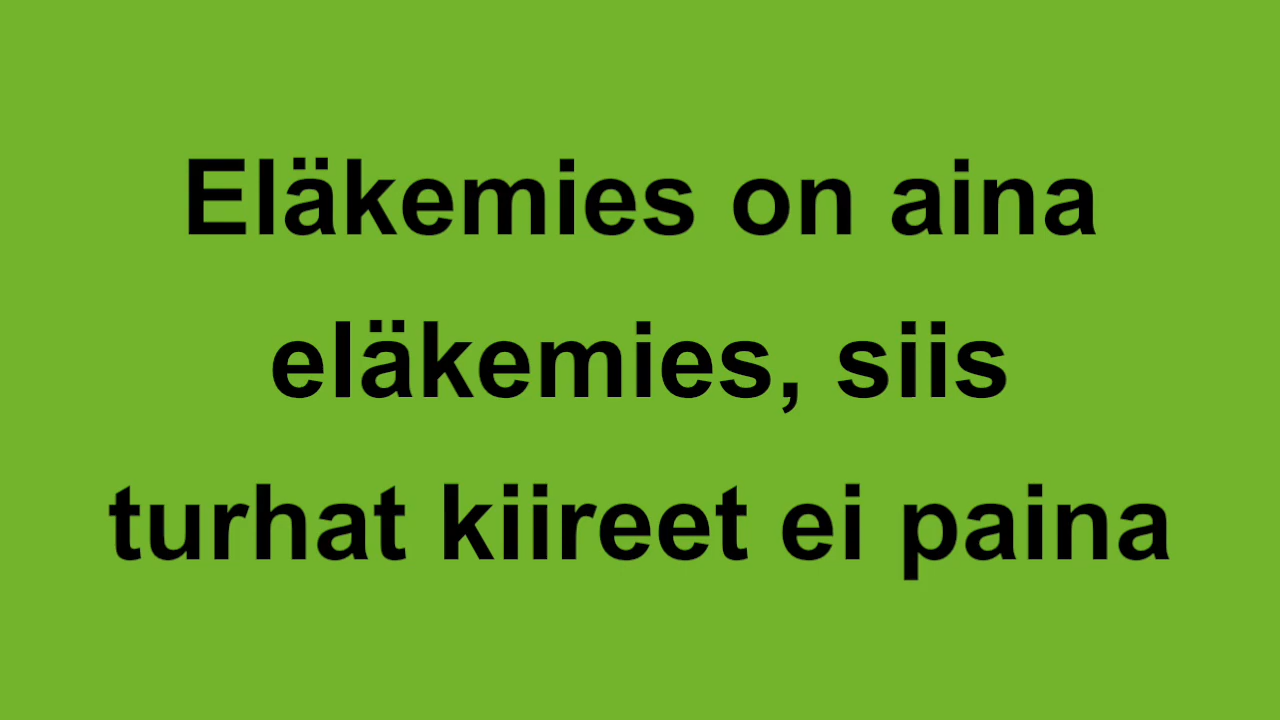 Eläkemies on aina
eläkemies, siis
turhat kiireet ei paina